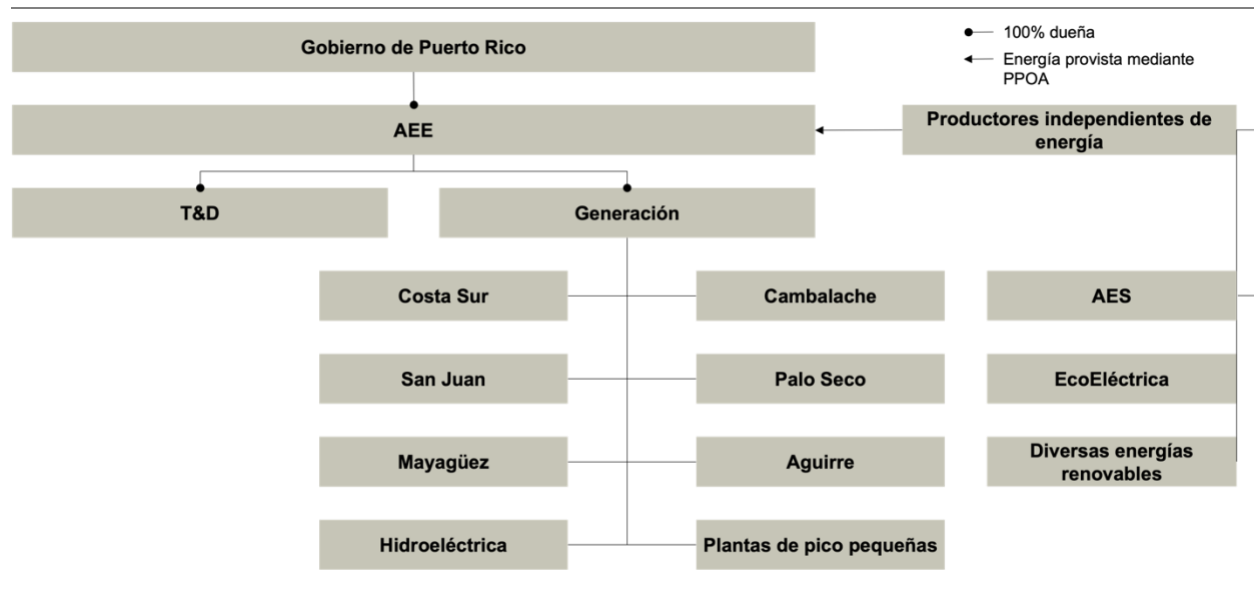 Gobierno de Puerto Rico
100% dueña
Energía provista mediante
PPOA
AEE
Productores independientes de
energía
T&D
Generación
Costa Sur
Cambalache
AES
San Juan
Palo Seco
EcoEléctrica
Mayagüez
Aguirre
Diversas energías
renovables
Hidroeléctrica
Plantas de pico pequeñas